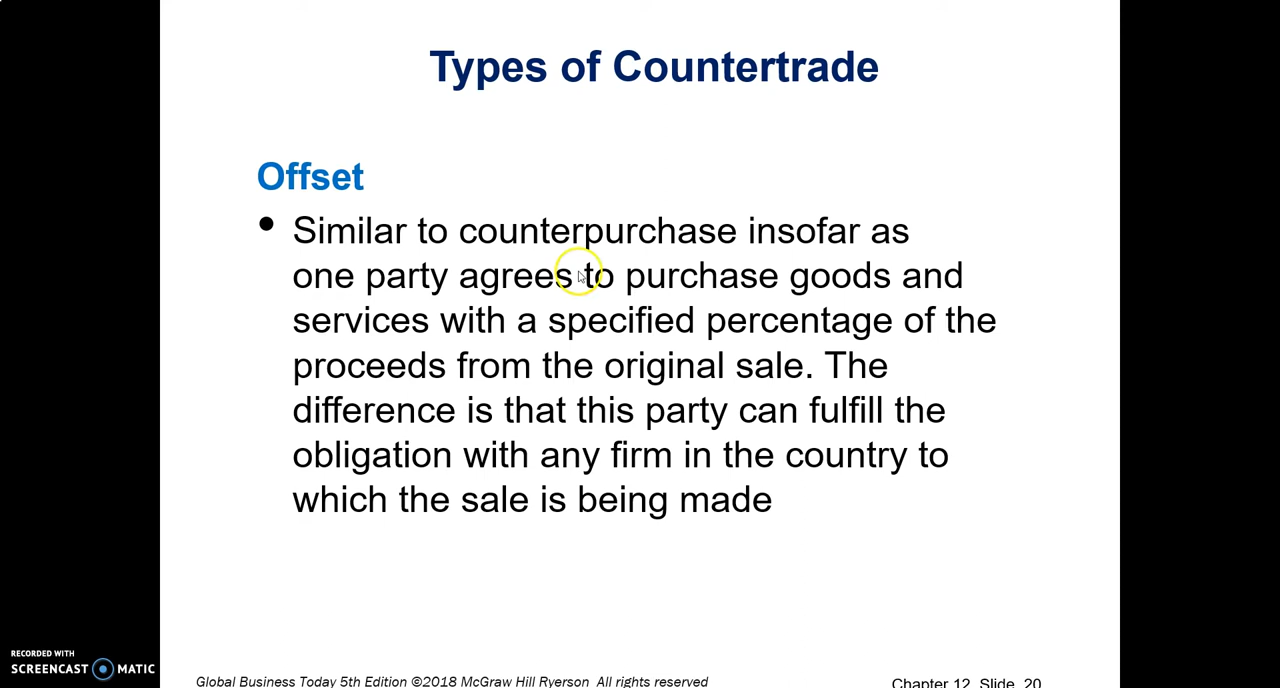 Types of Countertrade
Offset
• Similar to counterpurchase insofar as
one party agrees to purchase goods and
services with a specified percentage of the
proceeds from the original sale. The
difference is that this party can fulfill the
obligation with any firm in the country to
which the sale is being made
RECORDED WITH
SCREENCAST MATIC
Global Business Today 5th Edition ©2018 McGraw Hill Ryerson All rights reserved
Chapter 12, Slide 20